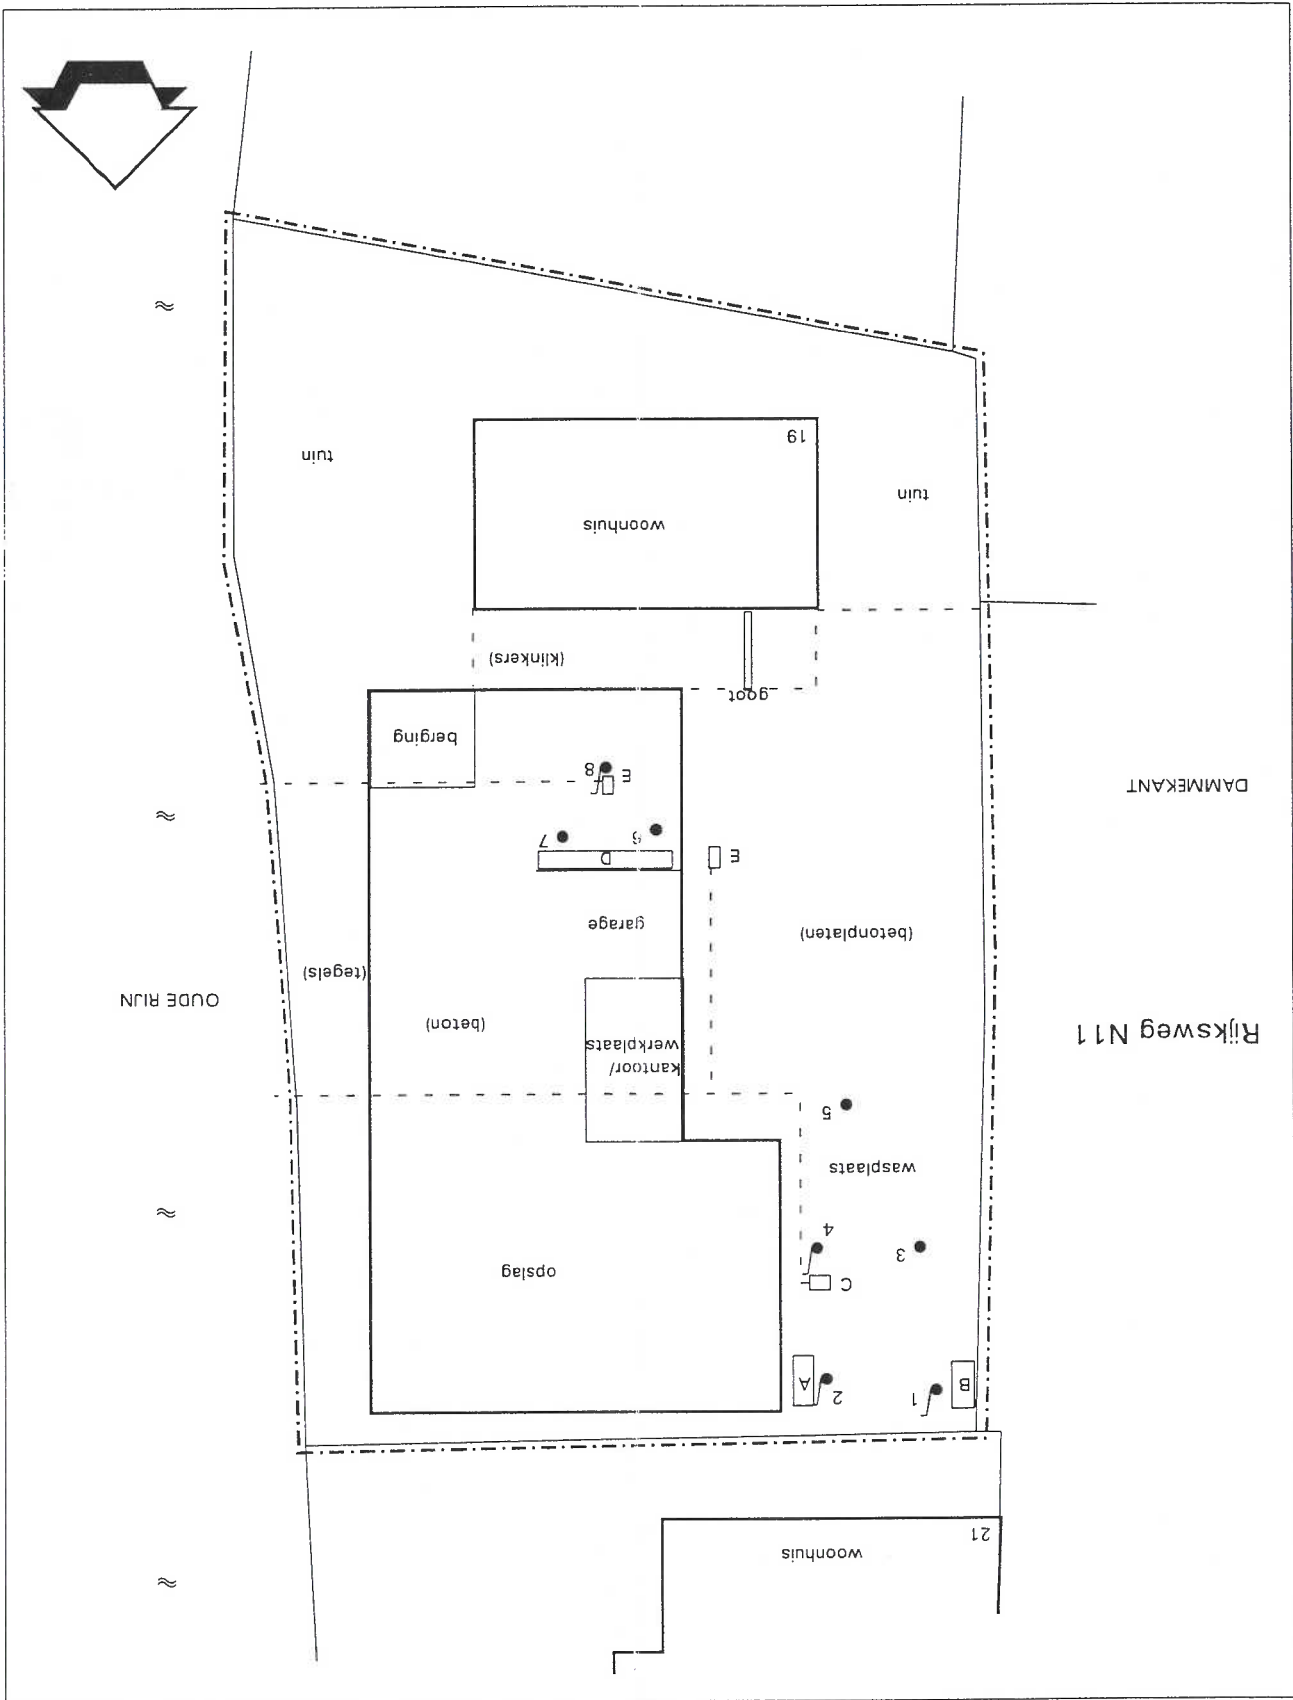 woonhuis
21
B
1
2
A
C
3
4
opslag
wasplaats
5
kantoor/
werkplaats
(beton)
Rijksweg N11
OUDE RIJN
(tegels)
(betonplaten)
garage
E
D
6
7
E
8
DAMMEKANT
berging
goot
(klinkers)
woonhuis
tuin
tuin
19